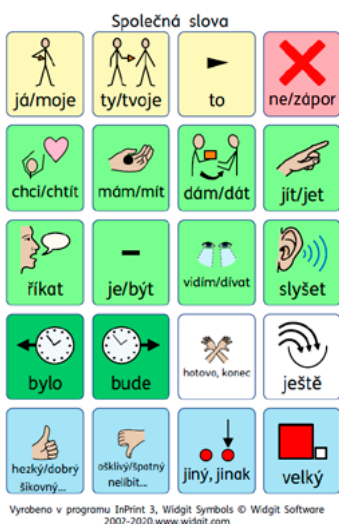 Společná slova
já/moje
ty/tvoje
to
ne/zápor
chci/chtít
mám/mít
dám/dát
jít/jet
říkat
je/být
vidím/dívat
slyšet
bylo
bude
hotovo, konec
ještě
hezký/dobrý
šikovný...
ošklivý/špatný
nelíbit...
jiný, jinak
velký
Vyrobeno v programu InPrint 3, Widgit Symbols © Widgit Software
2002-2020 www.widgit.com